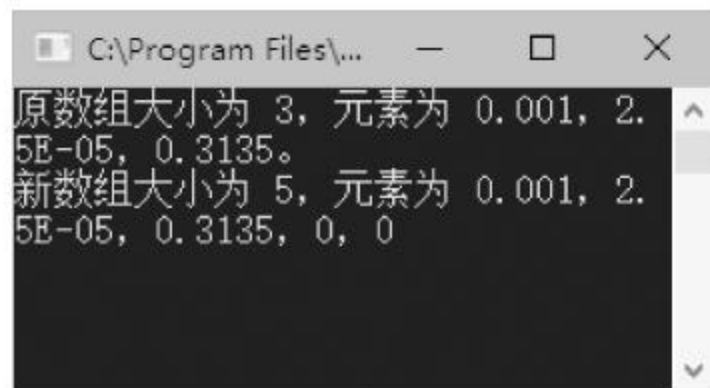 C:\Program Files\...
原数组大小为 3, 元素为 0.001, 2.
5E-05, 0.3135。
新数组大小为 5, 元素为 0.001, 2.
5E-05, 0.3135, 0, 0